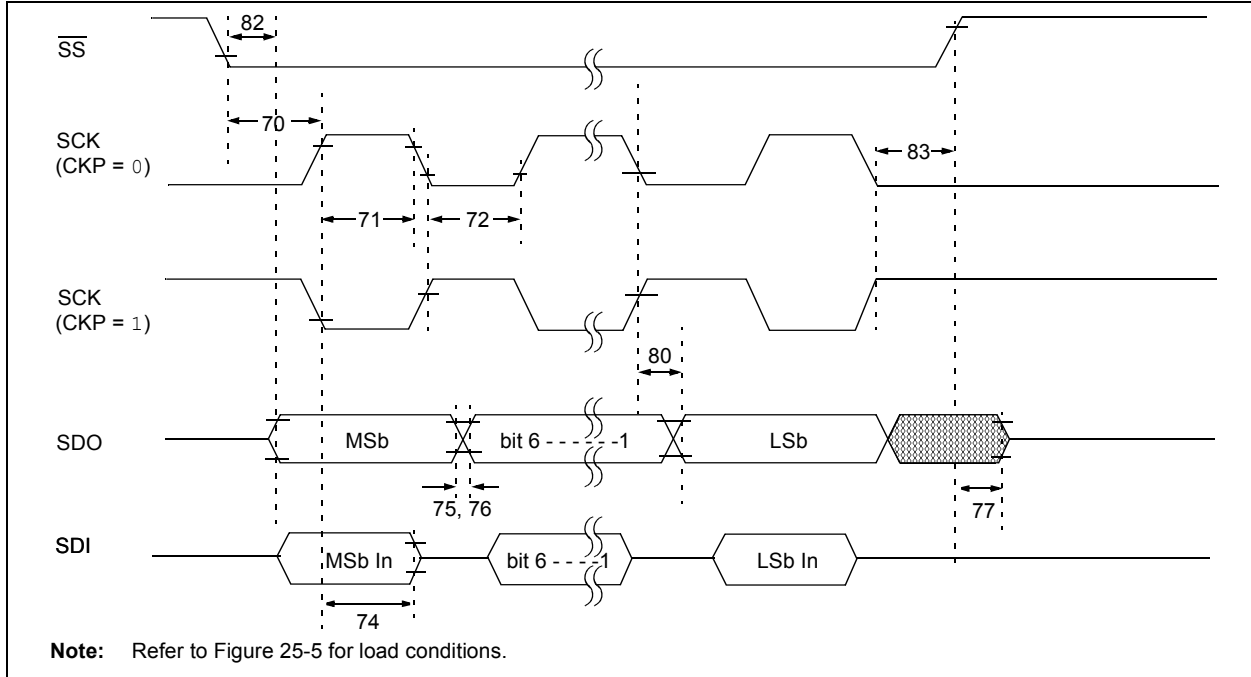 82
SS
70
SCK
(CKP = 0)
83
71
72
SCK
(CKP = 1)
80
SDO
MSb
bit 6 - - - - - -1
LSb
75, 76
77
SDI
MSb In
bit 6 - - - -1
LSb In
74
Note: Refer to Figure 25-5 for load conditions.